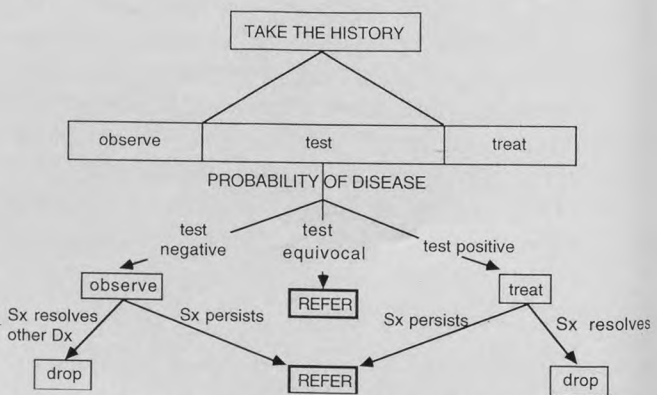 TAKE THE HISTORY
observe
test
treat
PROBABILITY OF DISEASE
test
negative
test
equivocal
test positive
observe
REFER
treat
Sx resolves
other Dx
Sx persists
Sx persists
Sx resolves
drop
REFER
drop